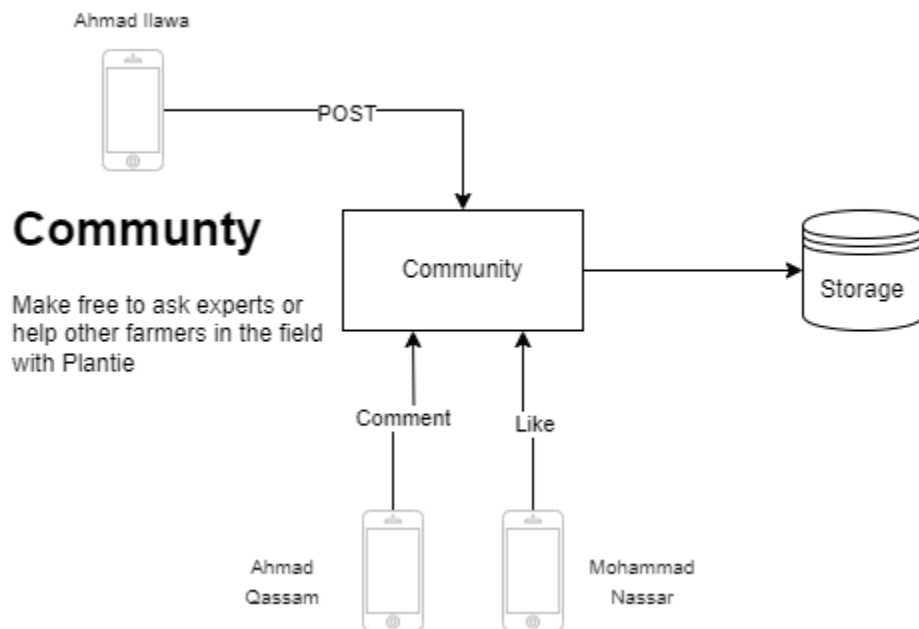 Ahmad Ilawa
POST
Communty
Make free to ask experts or
help other farmers in the field
with Plantie
Community
Storage
Comment
Like
Ahmad
Qassam
Mohammad
Nassar